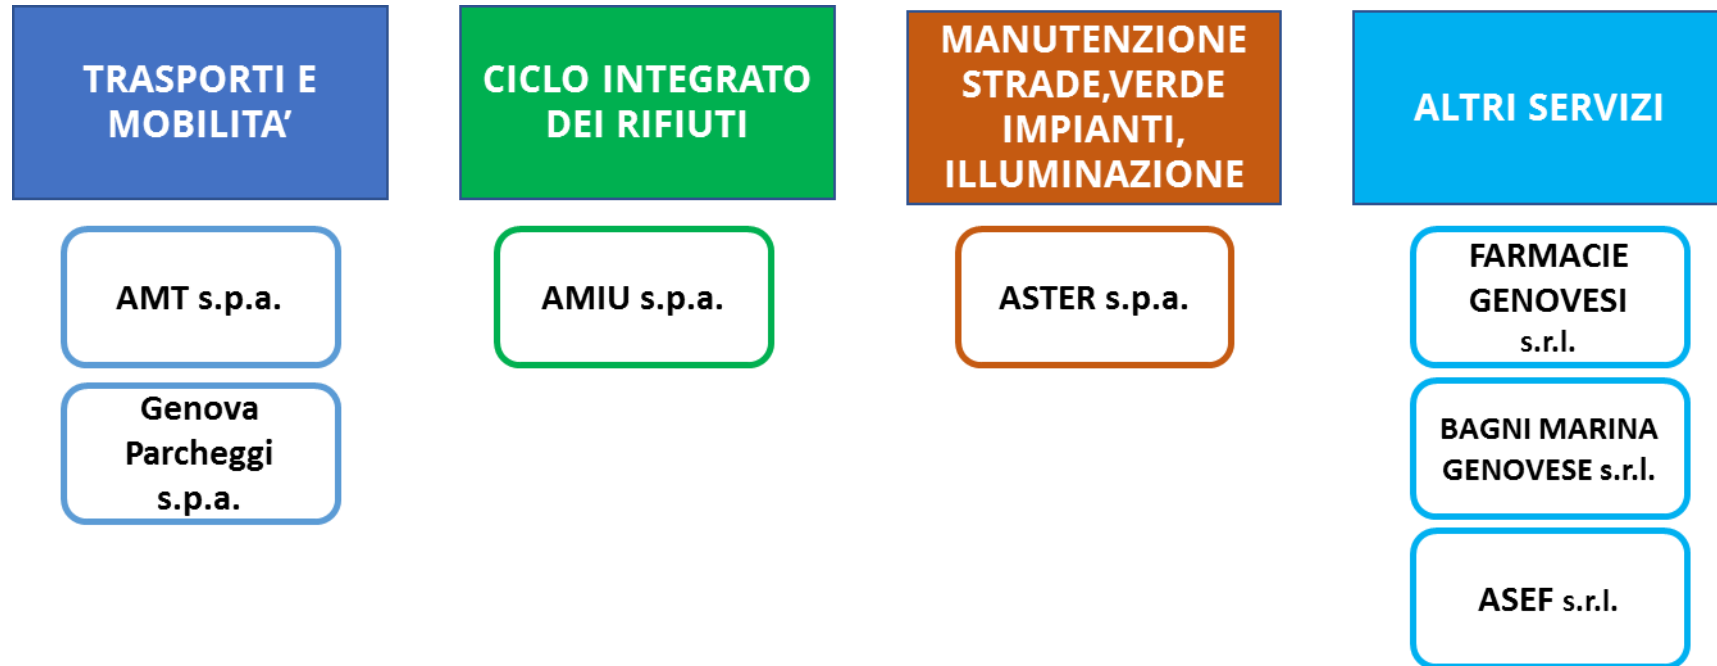 TRASPORTI E
MOBILITA’
CICLO INTEGRATO
DEI RIFIUTI
MANUTENZIONE
STRADE,VERDE
IMPIANTI,
ILLUMINAZIONE
ALTRI SERVIZI
AMT s.p.a.
Genova
Parcheggi
s.p.a.
AMIU s.p.a.
ASTER s.p.a.
FARMACIE
GENOVESI
s.r.l.
BAGNI MARINA
GENOVESE s.r.l.
ASEF s.r.l.